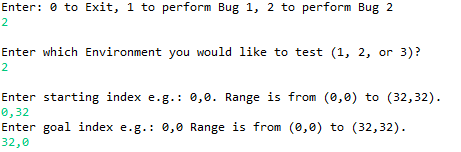 Enter: 0 to Exit, 1 to perform Bug 1, 2 to perform Bug 2
2
Enter which Environment you would like to test (1, 2, or 3)?
2
Enter starting index e.g.: 0,0. Range is from (0,0) to (32,32).
0,32
Enter goal index e.g.: 0,0 Range is from (0,0) to (32,32).
32,0